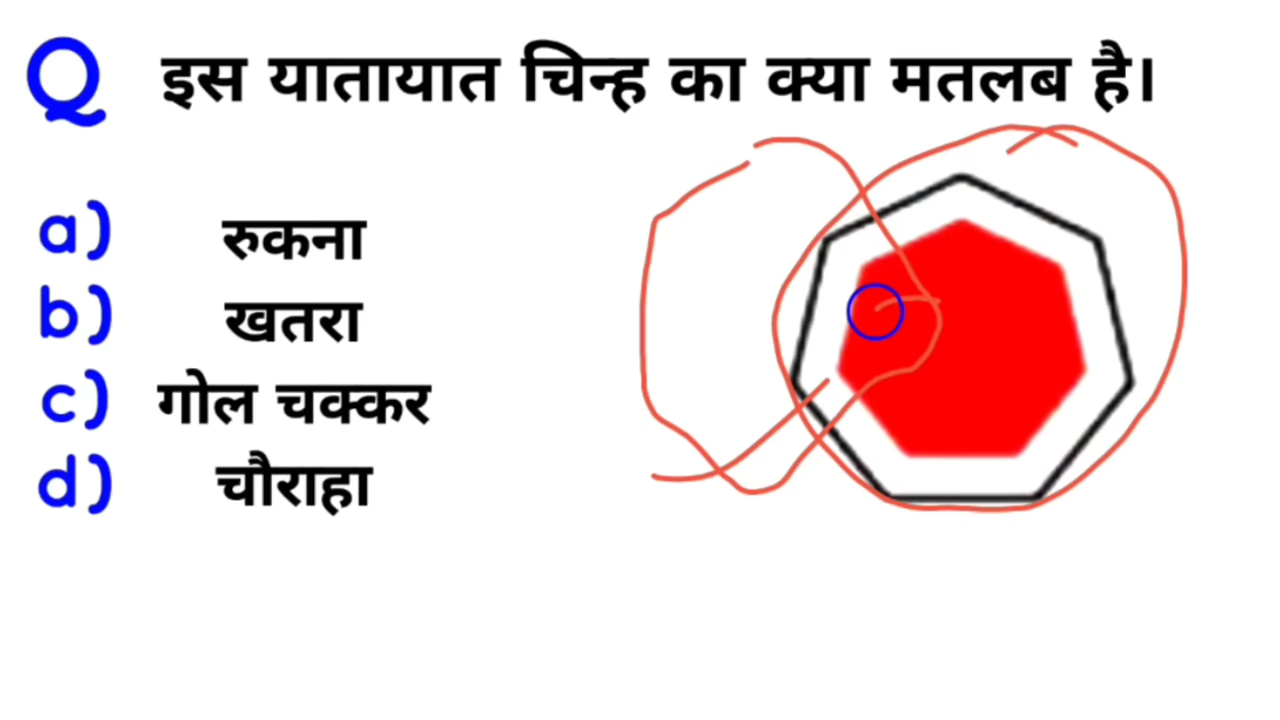 Q इस यातायात चिन्ह का क्या मतलब है।
a) रुकना
b) खतरा
c) गोल चक्कर
d) चौराहा